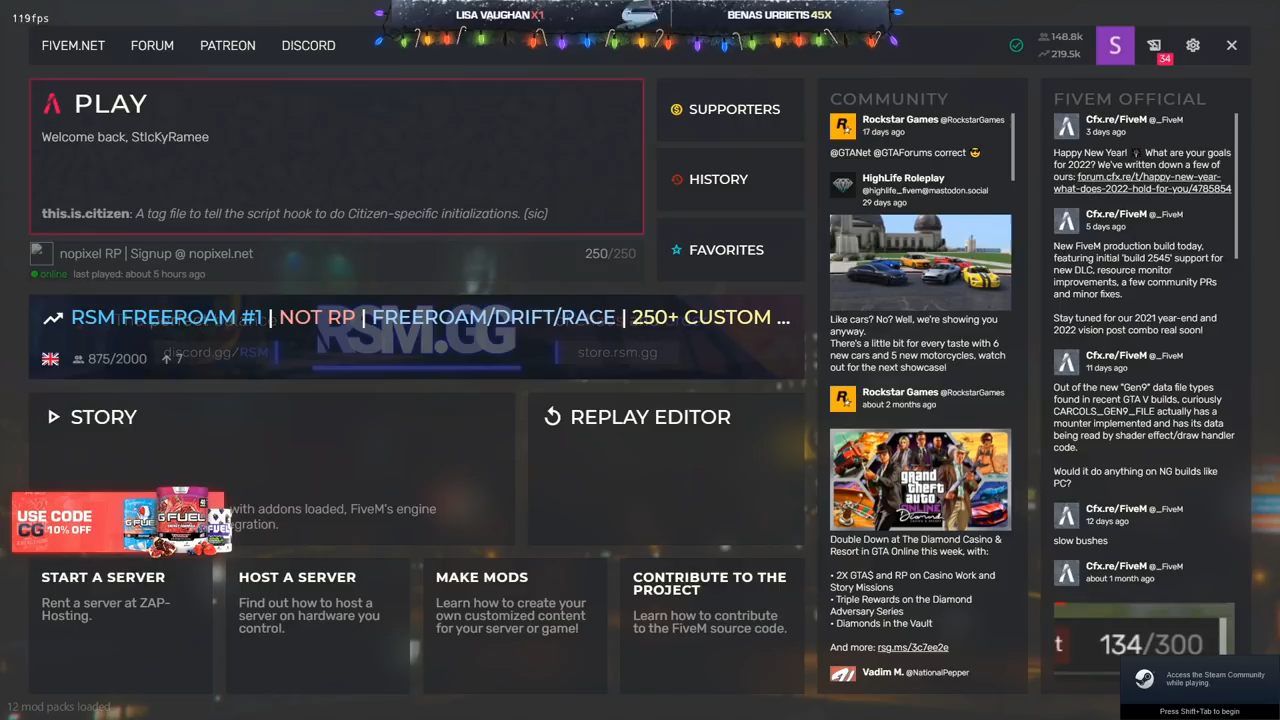 119fps
LISA VAUGHAN X1
BENAS URBIETIS 45X
FIVEM.NET
FORUM
PATREON
DISCORD
148.8k
219.5k
S
34
PLAY
Welcome back, StIcKyRamee
this.is.citizen: A tag file to tell the script hook to do Citizen-specific initializations. (sic)
nopixel RP | Signup @ nopixel.net
250/250
online last played: about 5 hours ago
SUPPORTERS
HISTORY
FAVORITES
RSM FREEROAM #1 | NOT RP | FREEROAM/DRIFT/RACE | 250+ CUSTOM ...
RSM.GG
875/2000
7
discord.gg/RSM
store.rsm.gg
STORY
with addons loaded, FiveM's engine
gration.
REPLAY EDITOR
USE CODE
CG 10% OFF
G FUEL
START A SERVER
Rent a server at ZAP-
Hosting.
HOST A SERVER
Find out how to host a
server on hardware you
control.
MAKE MODS
Learn how to create your
own customized content
for your server or game!
CONTRIBUTE TO THE
PROJECT
Learn how to contribute
to the FiveM source code.
12 mod packs loaded
COMMUNITY
Rockstar Games @RockstarGames
17 days ago
@GTANet @GTAForums correct 😎
HighLife Roleplay
@highlife_fivem@mastodon.social
29 days ago
Like cars? No? Well, we're showing you
anyway.
There's a little bit for every taste with 6
new cars and 5 new motorcycles, watch
out for the next showcase!
Rockstar Games @RockstarGames
about 2 months ago
grand
theft
auto
ONLINE
Diamond
Double Down at The Diamond Casino &
Resort in GTA Online this week, with:
• 2X GTA$ and RP on Casino Work and
Story Missions
• Triple Rewards on the Diamond
Adversary Series
• Diamonds in the Vault
And more: rsg.ms/3c7ee2e
Vadim M. @NationalPepper
FIVEM OFFICIAL
Cfx.re/FiveM @_FiveM
3 days ago
Happy New Year! What are your goals
for 2022? We've written down a few of
ours: forum.cfx.re/t/happy-new-year-
what-does-2022-hold-for-you/4785854
Cfx.re/FiveM @_FiveM
5 days ago
New FiveM production build today,
featuring initial 'build 2545' support for
new DLC, resource monitor
improvements, a few community PRs
and minor fixes.
Stay tuned for our 2021 year-end and
2022 vision post combo real soon!
Cfx.re/FiveM @_FiveM
11 days ago
Out of the new "Gen9" data file types
found in recent GTA V builds, curiously
CARCOLS_GEN9_FILE actually has a
mounter implemented and has its data
being read by shader effect/draw handler
code.
Would it do anything on NG builds like
PC?
Cfx.re/FiveM @_FiveM
12 days ago
slow bushes
Cfx.re/FiveM @_FiveM
about 1 month ago
t 134/300
Access the Steam Community
while playing.
Press Shift+Tab to begin